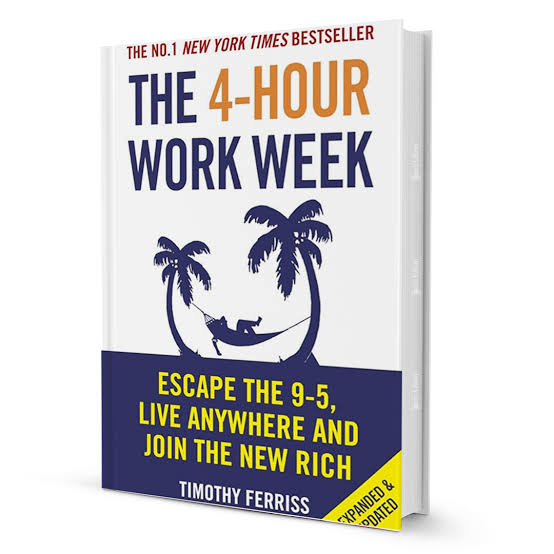 THE NO.1 NEW YORK TIMES BESTSELLER
THE 4-HOUR
WORK WEEK
ESCAPE THE 9-5,
LIVE ANYWHERE AND
JOIN THE NEW RICH
TIMOTHY FERRISS
EXPANDED &
UPDATED